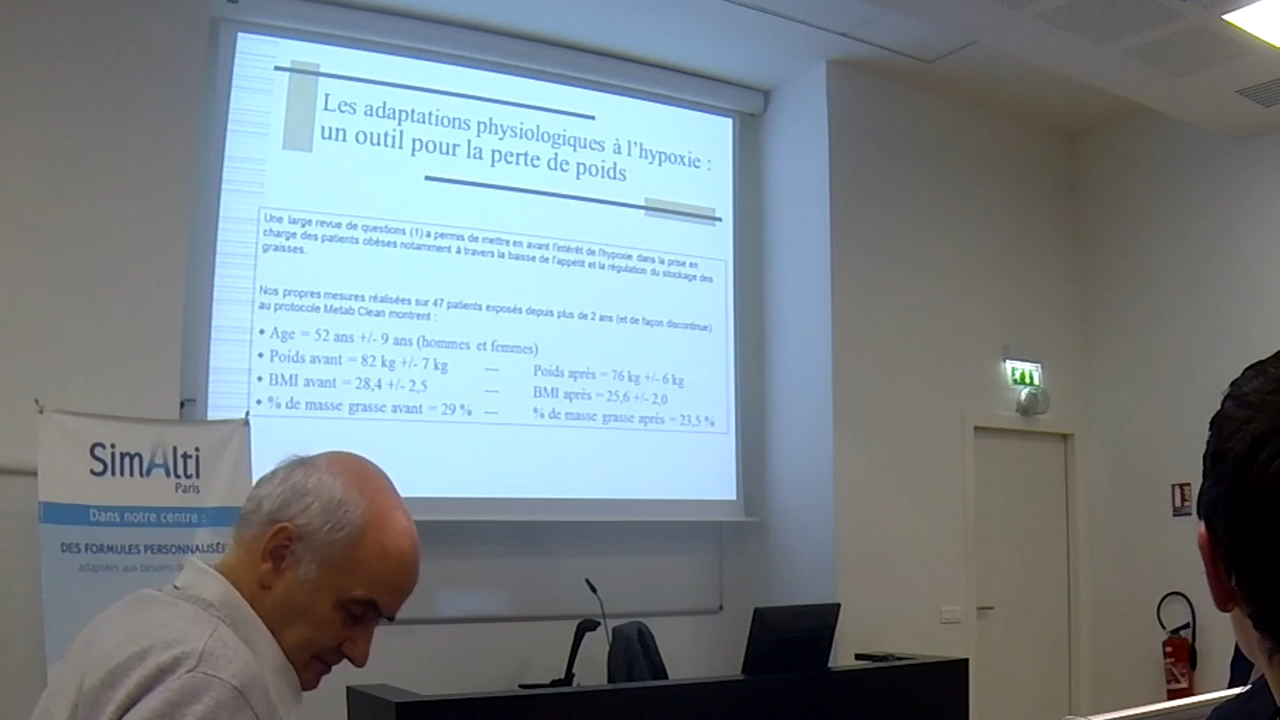 Les adaptations physiologiques à l'hypoxie :
un outil pour la perte de poids
Une large revue de questions (1) a permis de mettre en avant l'intérêt de l'hypoxie dans la prise en
charge des patients obèses notamment à travers la baisse de l'appétit et la régulation du stockage des
graisses.
Nos propres mesures réalisées sur 47 patients exposés depuis plus de 2 ans (et de façon discontinue)
au protocole Metab Clean montrent :
• Age = 52 ans +/- 9 ans (hommes et femmes)
• Poids avant = 82 kg +/- 7 kg — Poids après = 76 kg +/- 6 kg
• BMI avant = 28,4 +/- 2,5 — BMI après = 25,6 +/- 2,0
• % de masse grasse avant = 29 % — % de masse grasse après = 23,5 %
SimAlti
Paris
Dans notre centre :
DES FORMULES PERSONNALISÉE
adaptées aux besoins